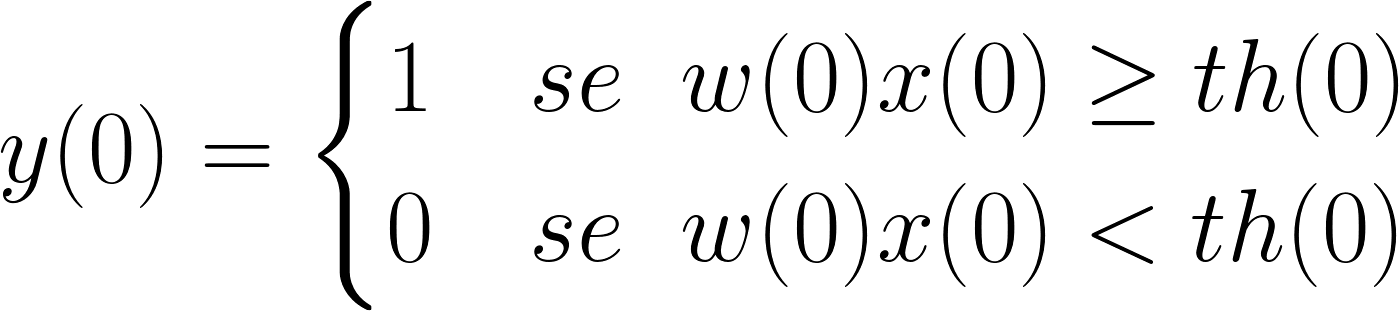 y(0) = { 1 se w(0)x(0) ≥ th(0)
0 se w(0)x(0) < th(0)